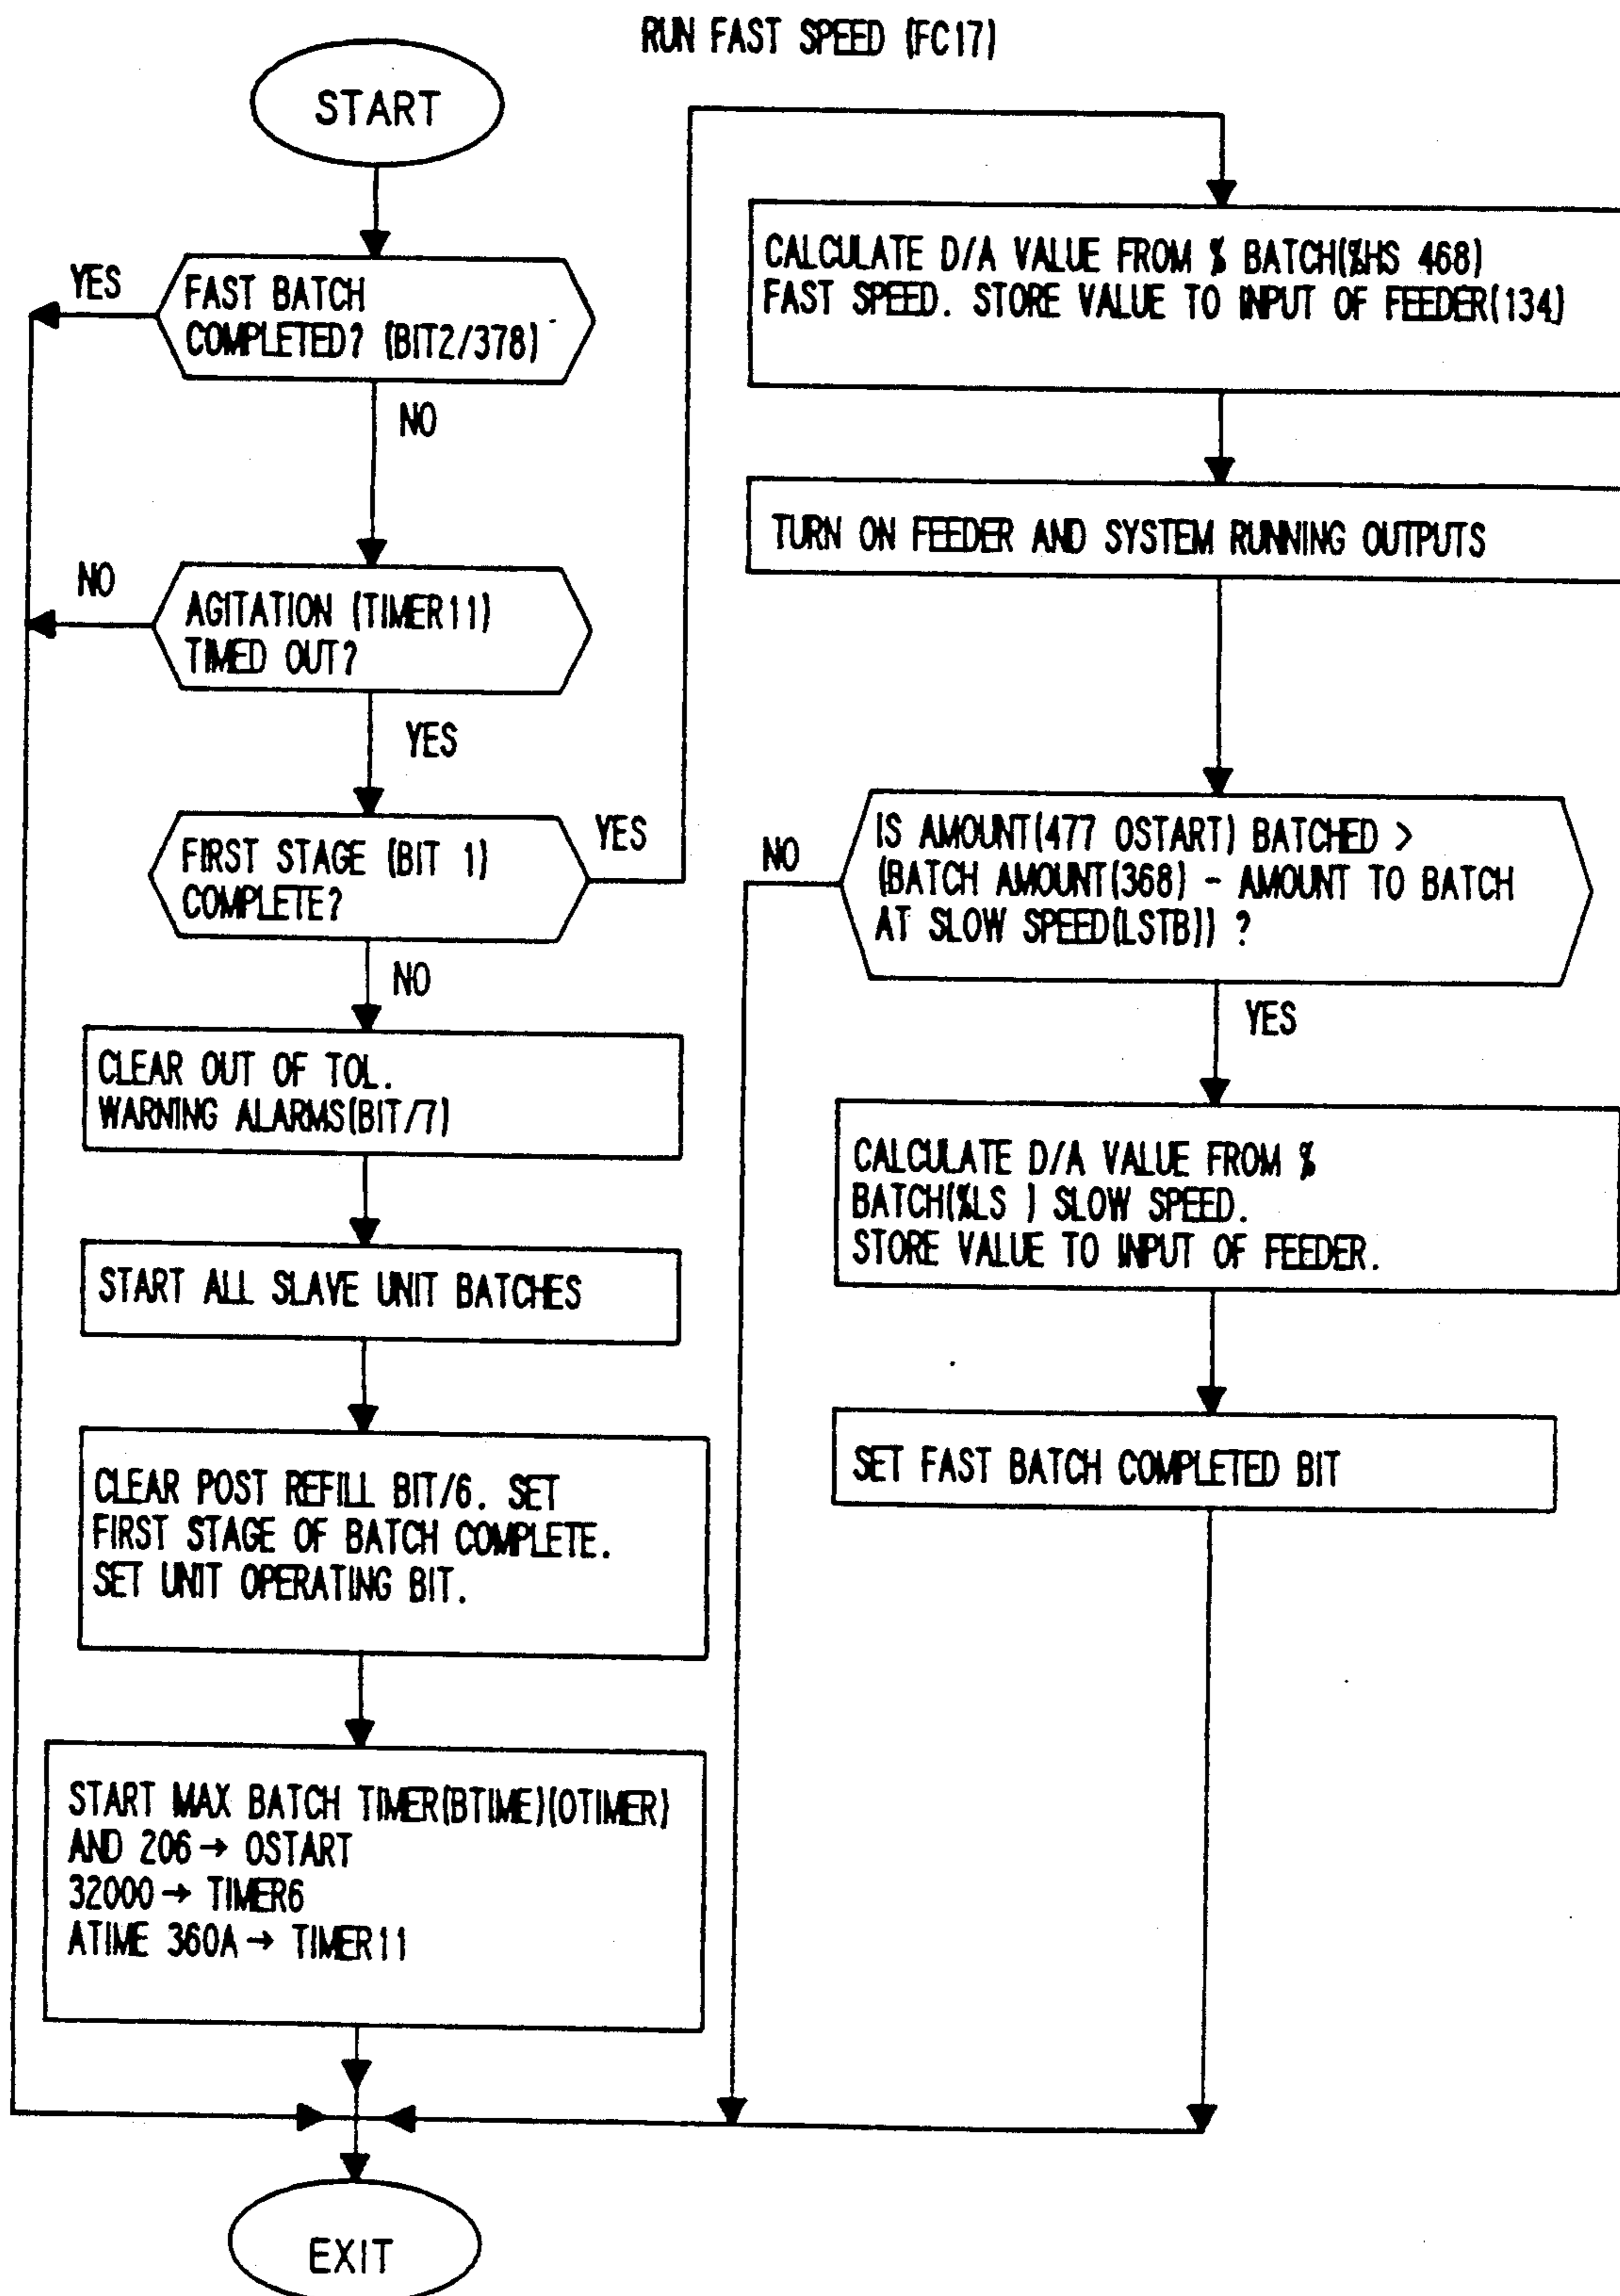 RUN FAST SPEED (FC17)
START
YES
FAST BATCH
COMPLETED? (BIT2/378)
NO
NO
AGITATION (TIMER11)
TIMED OUT?
YES
FIRST STAGE (BIT 1)
COMPLETE?
YES
NO
CLEAR OUT OF TOL.
WARNING ALARMS(BIT/7)
START ALL SLAVE UNIT BATCHES
CLEAR POST REFILL BIT/6. SET
FIRST STAGE OF BATCH COMPLETE.
SET UNIT OPERATING BIT.
START MAX BATCH TIMER(BTIME)(OTIMER)
AND 206→ OSTART
32000→ TIMER6
ATIME 360A→ TIMER11
CALCULATE D/A VALUE FROM % BATCH(%HS 468)
FAST SPEED. STORE VALUE TO INPUT OF FEEDER(134)
TURN ON FEEDER AND SYSTEM RUNNING OUTPUTS
NO
IS AMOUNT(477 OSTART) BATCHED >
(BATCH AMOUNT(368) - AMOUNT TO BATCH
AT SLOW SPEED(LSTB)) ?
YES
CALCULATE D/A VALUE FROM %
BATCH(%LS ) SLOW SPEED.
STORE VALUE TO INPUT OF FEEDER.
SET FAST BATCH COMPLETED BIT
EXIT